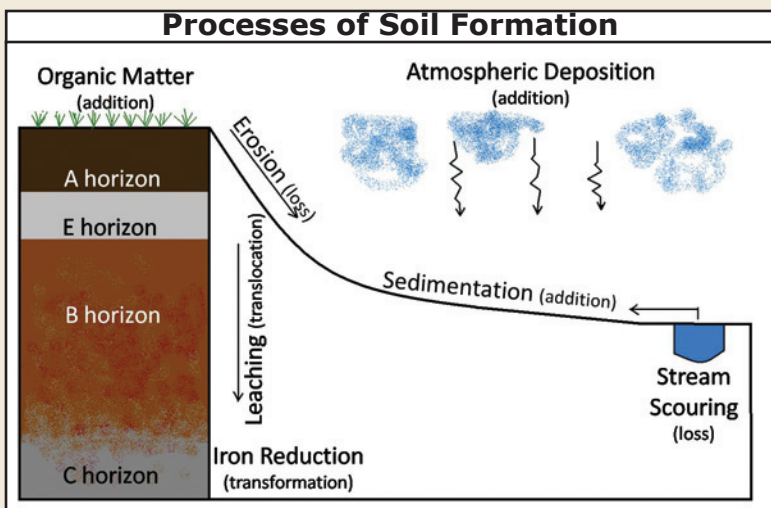 Processes of Soil Formation
Organic Matter
(addition)
Atmospheric Deposition
(addition)
Erosion (loss)
A horizon
E horizon
B horizon
C horizon
Leaching (translocation)
Sedimentation (addition)
Stream
Scouring
(loss)
Iron Reduction
(transformation)